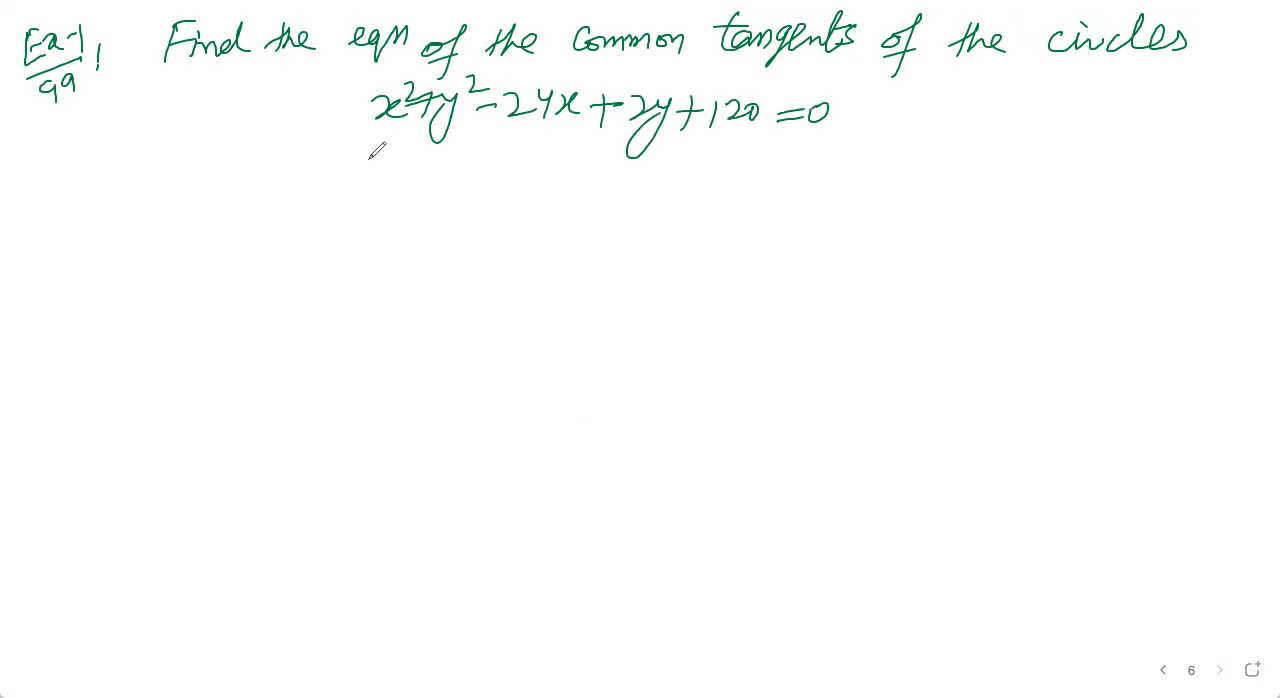 Ex-1 ! Find the eqn of the common tangents of the circles
99
x²+y²-24x+2y+120=0
6